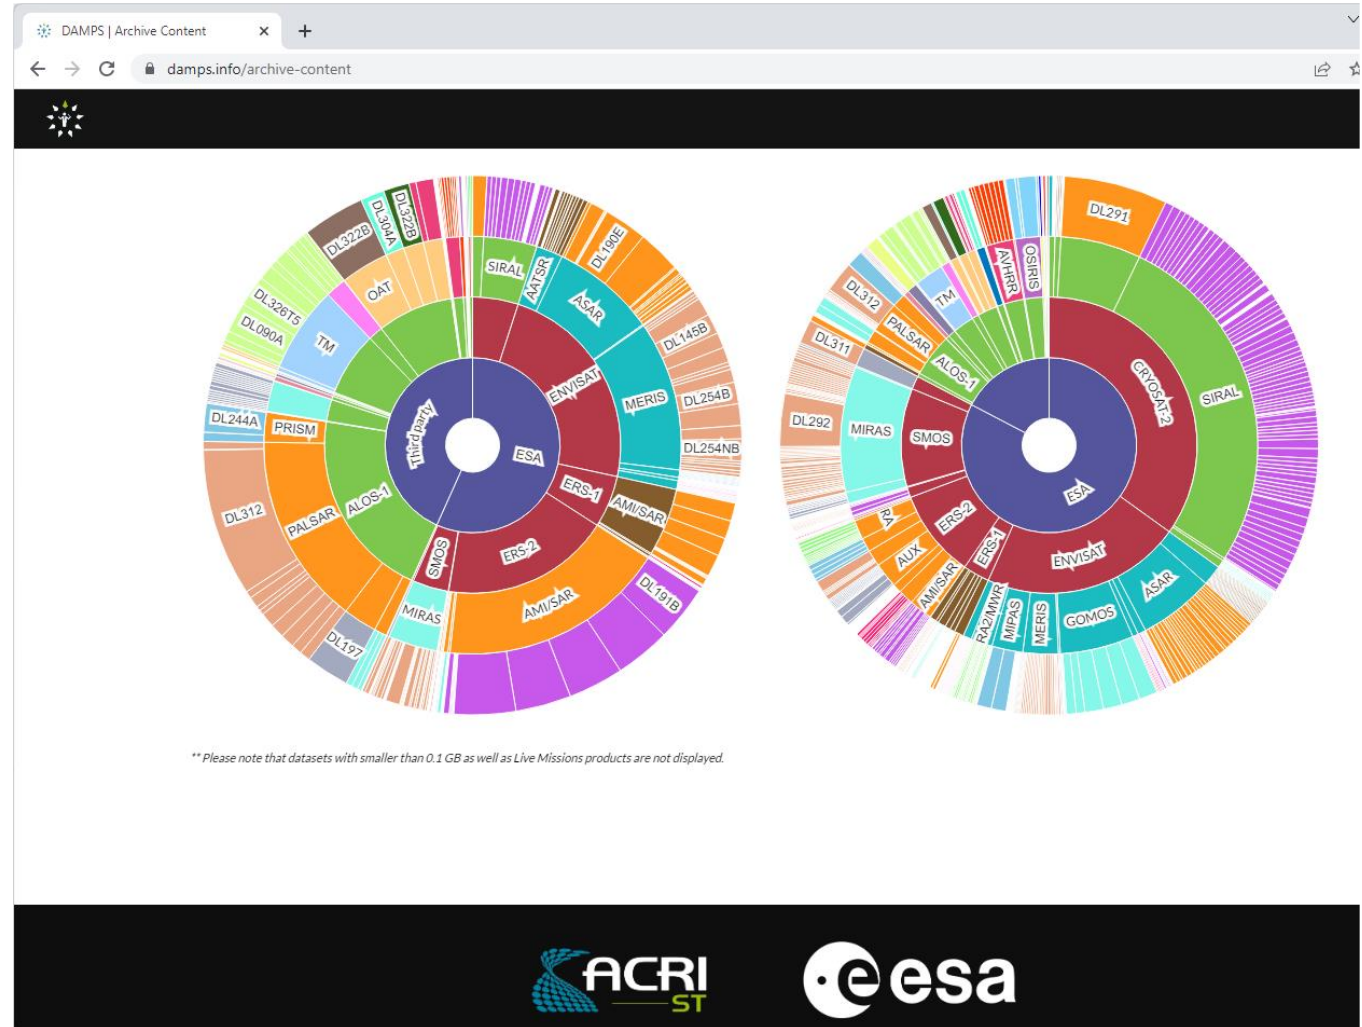 DAMPS | Archive Content
damps.info/archive-content
DL322B
DL304A
DL322B
SIRAL
AATSR
DL190E
ASAR
OAT
DL326T5
DL090A
TM
DL145B
ENVISAT
MERIS
DL254B
DL244A
PRISM
Third party
ESA
DL254NB
ERS-1
AMI/SAR
DL312
PALSAR
ALOS-1
SMOS
ERS-2
MIRAS
AMI/SAR
DL191B
DL197
DL291
AVHRR
OSIRIS
TM
DL312
PALSAR
DL311
ALOS-1
CRYOSAT-2
SIRAL
DL292
MIRAS
SMOS
ESA
RA
ERS-2
AUX
ERS-1
ENVISAT
AMI/SAR
RA2/MWR
MIPAS
MERIS
GOMOS
ASAR
** Please note that datasets with smaller than 0.1 GB as well as Live Missions products are not displayed.
ACRI
ST
esa